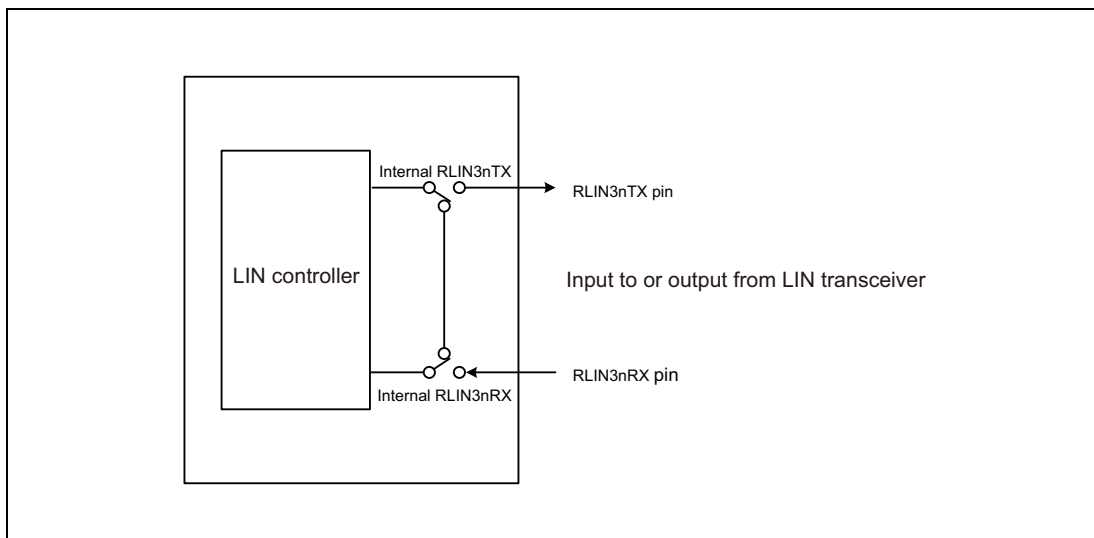 Internal RLIN3nTX
RLIN3nTX pin
LIN controller
Input to or output from LIN transceiver
RLIN3nRX pin
Internal RLIN3nRX